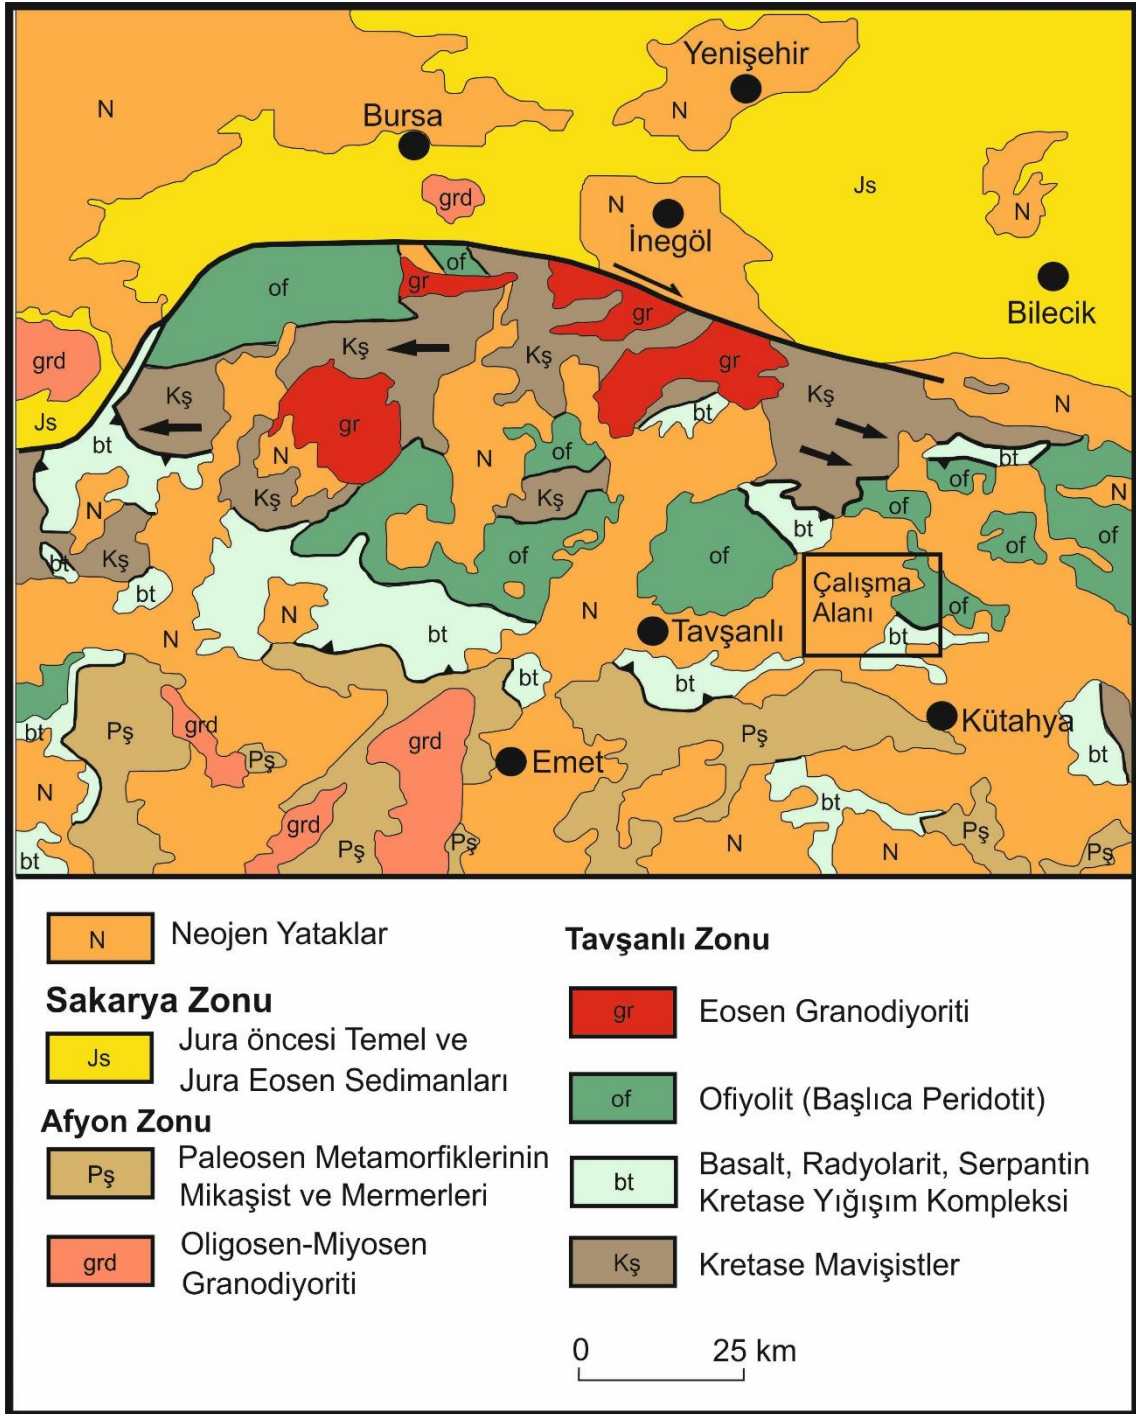 Yenişehir
N
N
Bursa
Js
grd
N
N
İnegöl
of
of
Bilecik
gr
gr
grd
Kş
Kş
gr
Kş
N
Js
Kş
bt
gr
bt
N
N
of
bt
of
N
N
Kş
Kş
of
bt
of
of
of
of
bt
Kş
Çalışma
Alanı
bt
N
of
N
N
Tavşanlı
bt
bt
bt
bt
grd
Pş
grd
Pş
Kütahya
bt
Pş
Emet
bt
N
bt
grd
Pş
Pş
N
N
Pş
Pş
bt
N
Neojen Yataklar
Sakarya Zonu
Js
Jura öncesi Temel ve
Jura Eosen Sedimanları
Afyon Zonu
Pş
Paleosen Metamorfiklerinin
Mikaşist ve Mermerleri
grd
Oligosen-Miyosen
Granodiyoriti
Tavşanlı Zonu
gr
Eosen Granodiyoriti
of
Ofiyolit (Başlıca Peridotit)
bt
Basalt, Radyolarit, Serpantin
Kretase Yığışım Kompleksi
Kş
Kretase Mavişistler
0 25 km